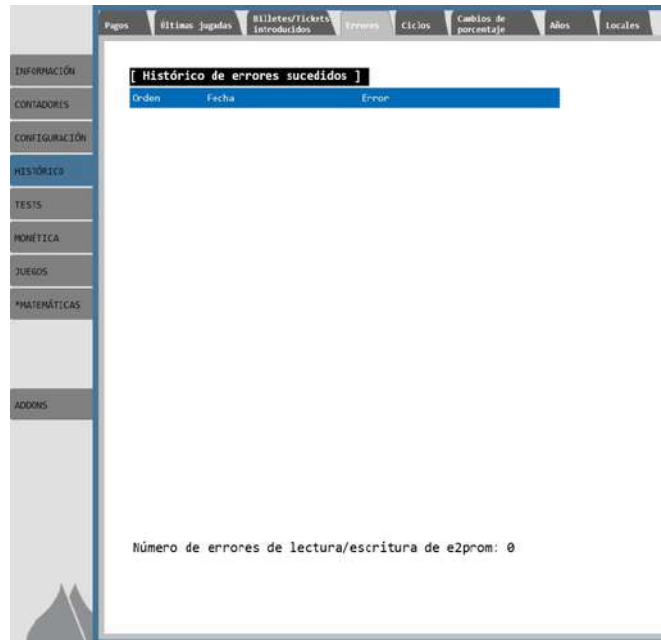 Pagos
Últimas jugadas
Billetes/Tickets
introducidos
Errores
Ciclos
Cambios de
porcentaje
Años
Locales
INFORMACIÓN
CONTADORES
CONFIGURACIÓN
HISTÓRICO
TESTS
MONÉTICA
JUEGOS
*MATEMÁTICAS
ADDONS
[ Histórico de errores sucedidos ]
Orden Fecha Error
Número de errores de lectura/escritura de e2prom: 0